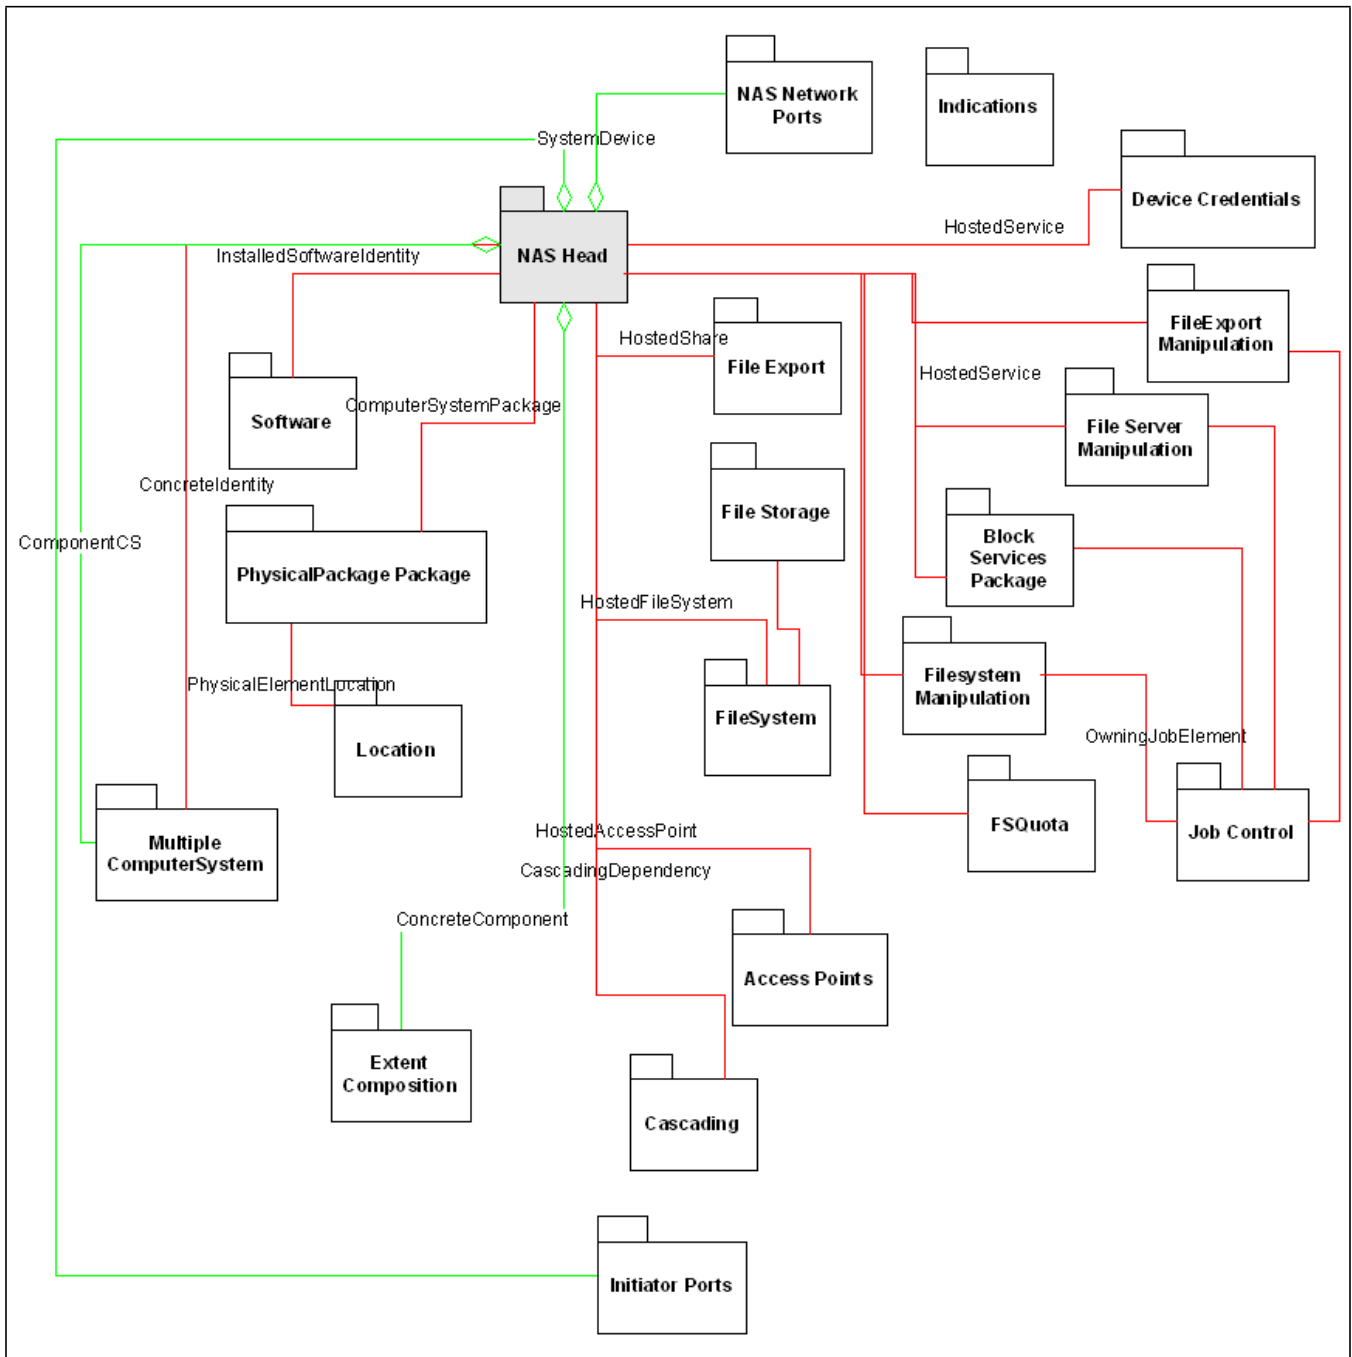 NAS Network
Ports
Indications
SystemDevice
Device Credentials
HostedService
InstalledSoftwareIdentity
NAS Head
FileExport
Manipulation
HostedShare
File Export
HostedService
ComputerSystemPackage
Software
File Server
Manipulation
ConcreteIdentity
File Storage
ComponentCS
Block
Services
Package
PhysicalPackage Package
HostedFileSystem
PhysicalElementLocation
Filesystem
Manipulation
FileSystem
Location
OwningJobElement
Multiple
ComputerSystem
HostedAccessPoint
FSQuota
Job Control
CascadingDependency
ConcreteComponent
Access Points
Extent
Composition
Cascading
Initiator Ports